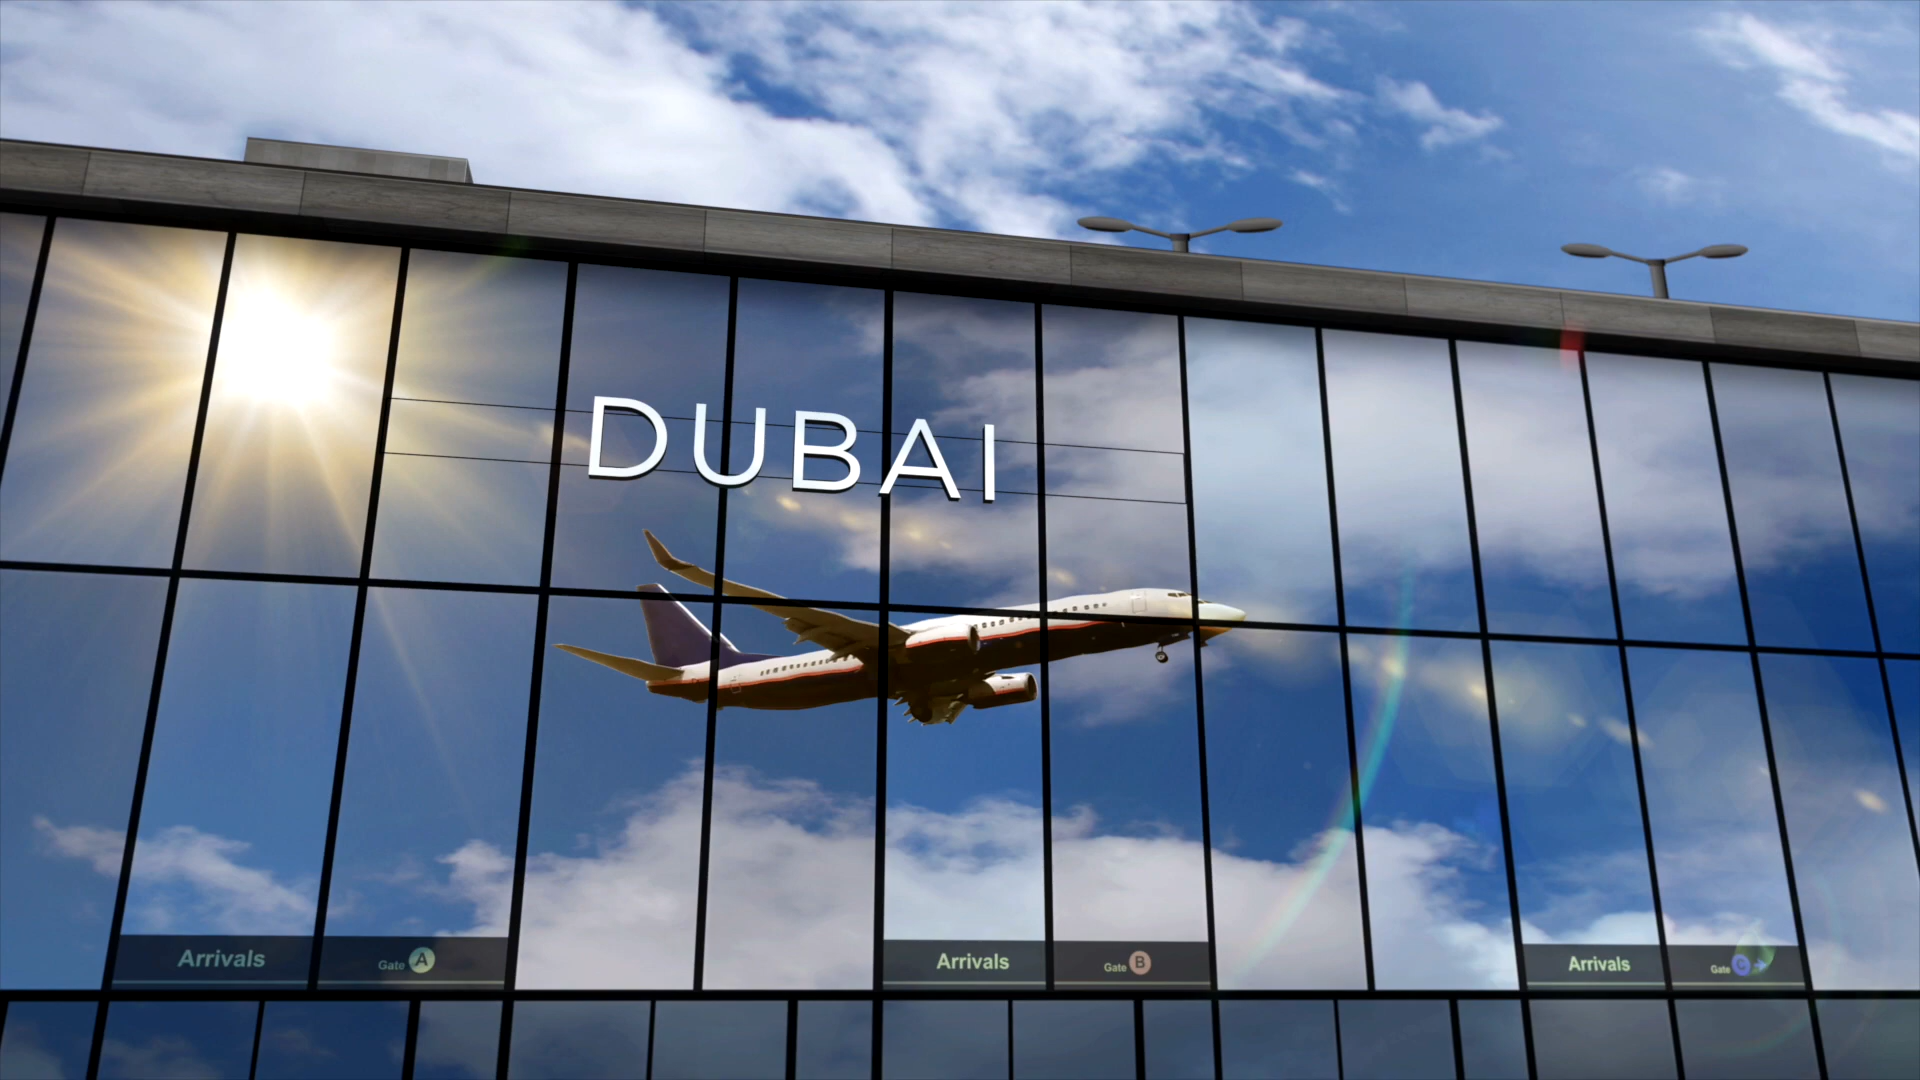 DUBAI
Arrivals
Gate A
Arrivals
Gate B
Arrivals
Gate C